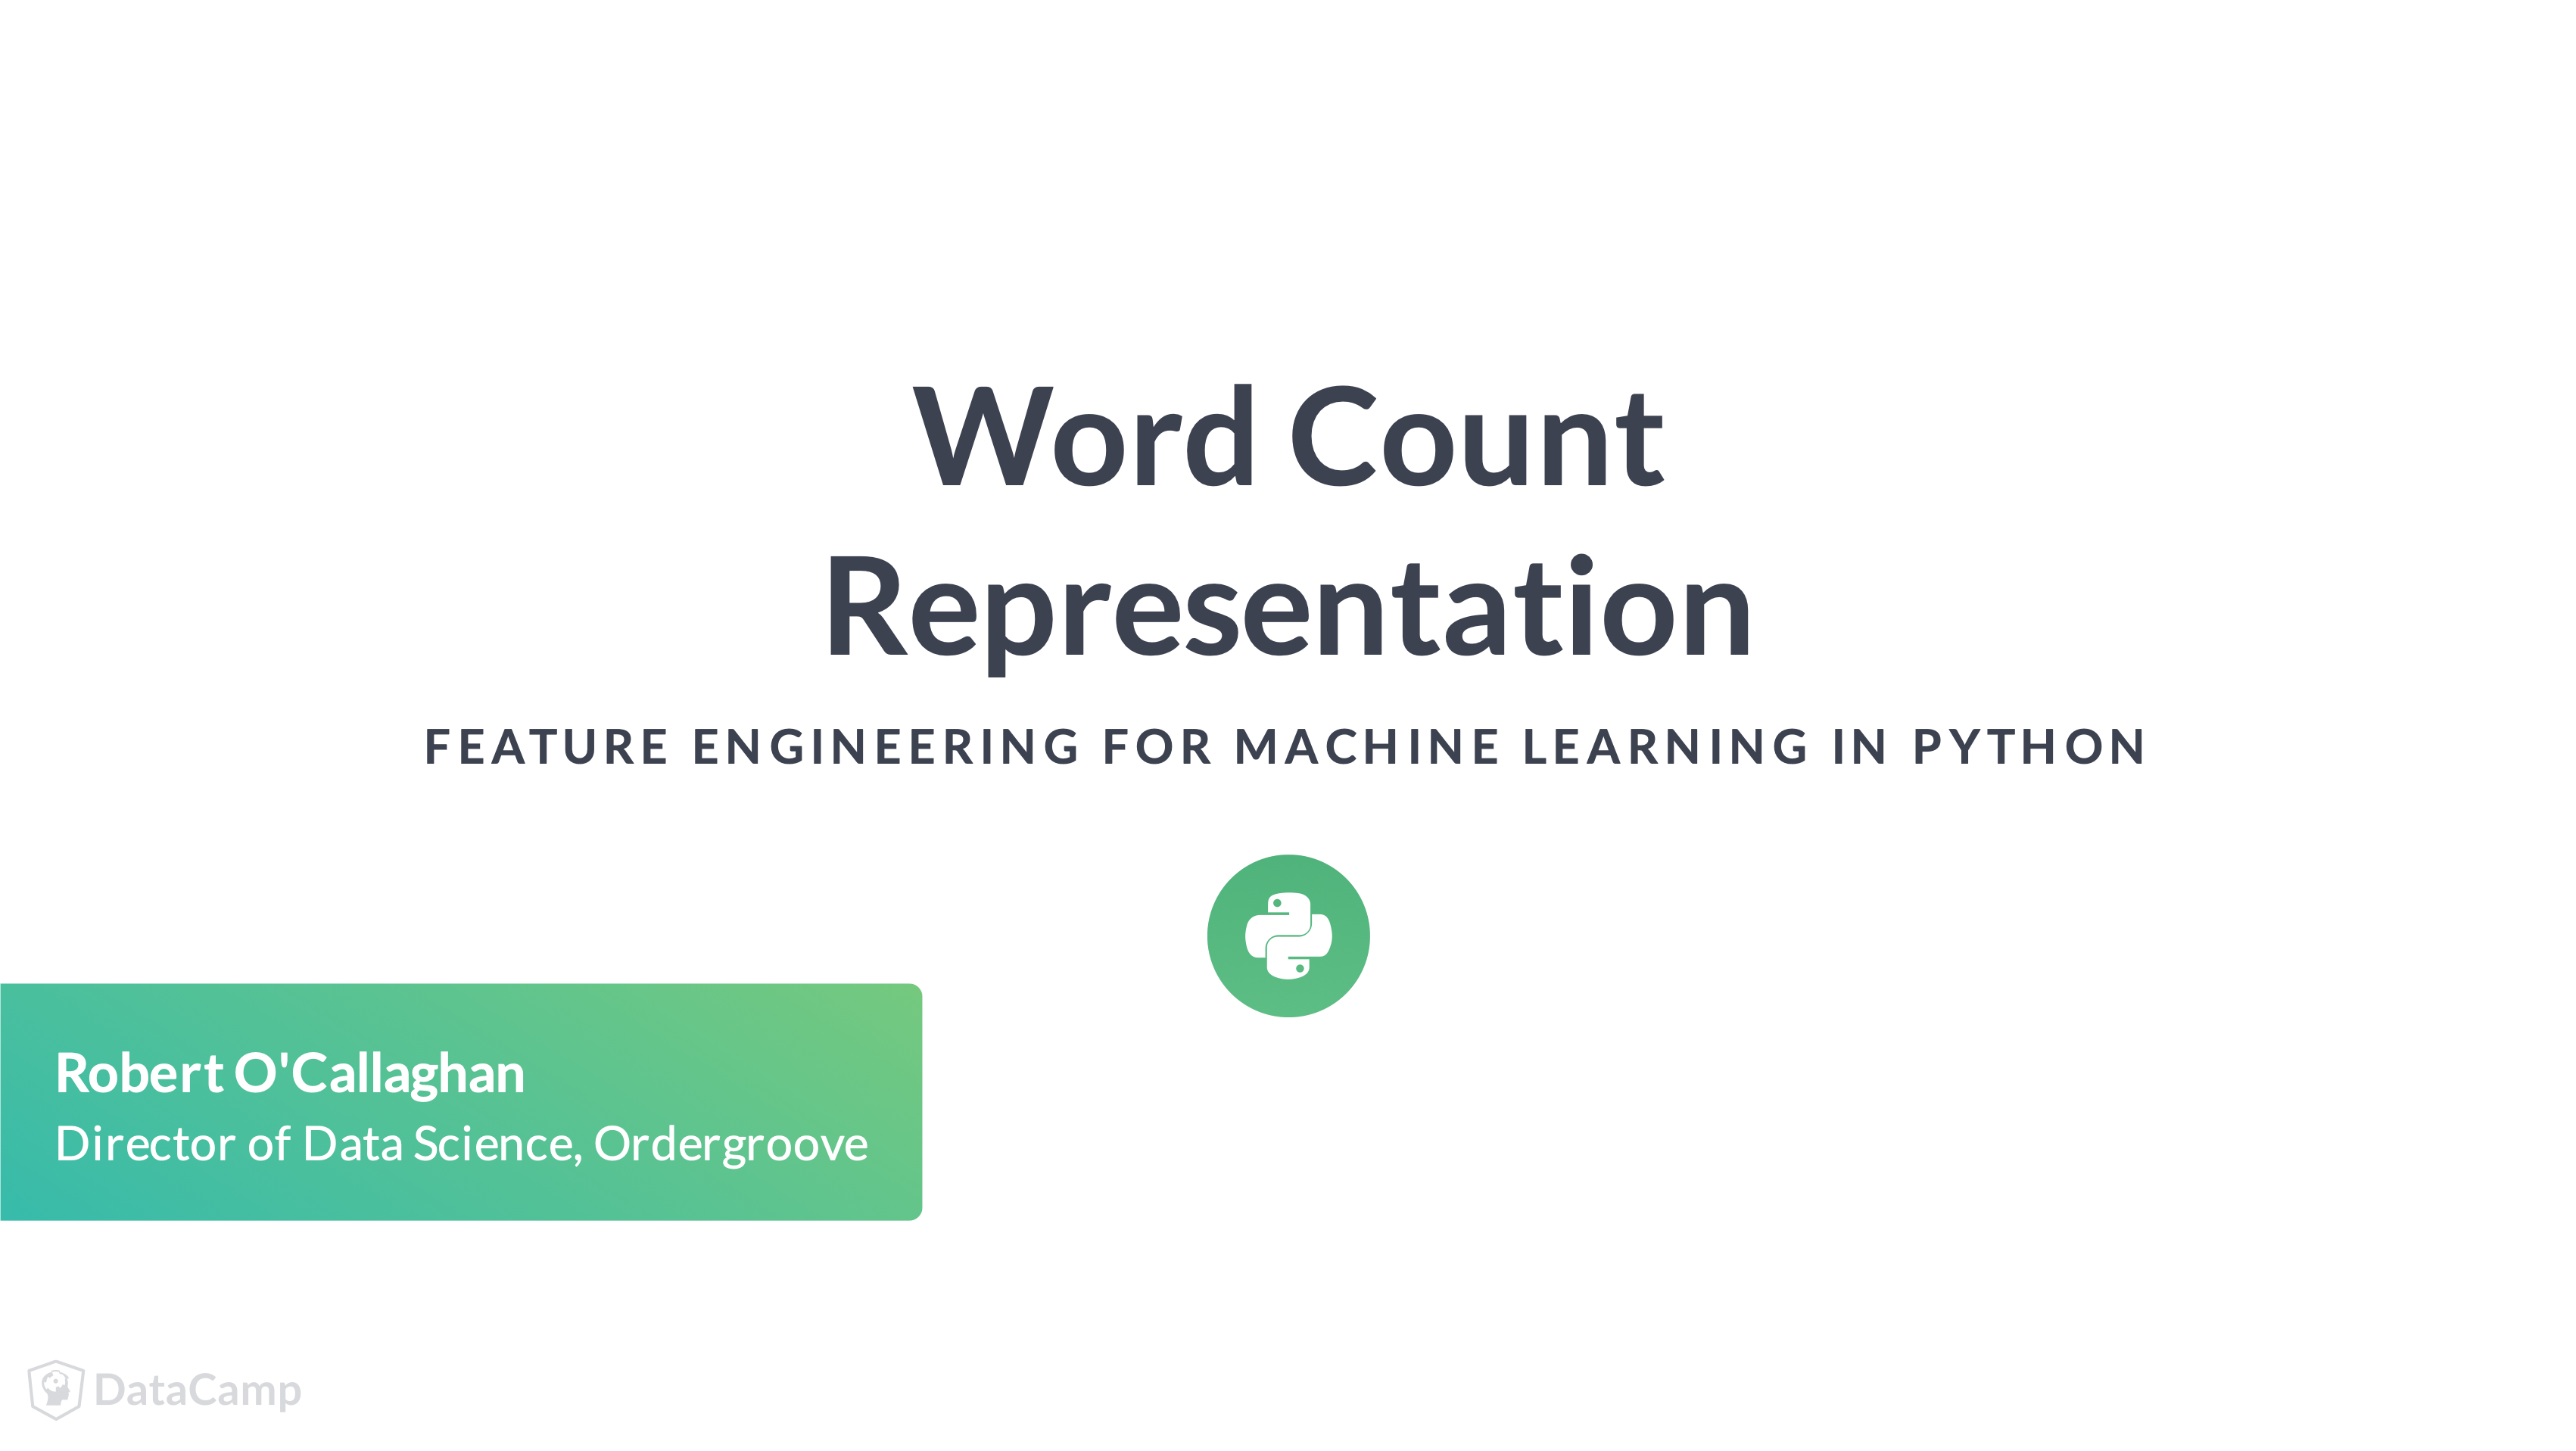 Word Count
Representation
FEATURE ENGINEERING FOR MACHINE LEARNING IN PYTHON
Robert O'Callaghan
Director of Data Science, Ordergroove
DataCamp